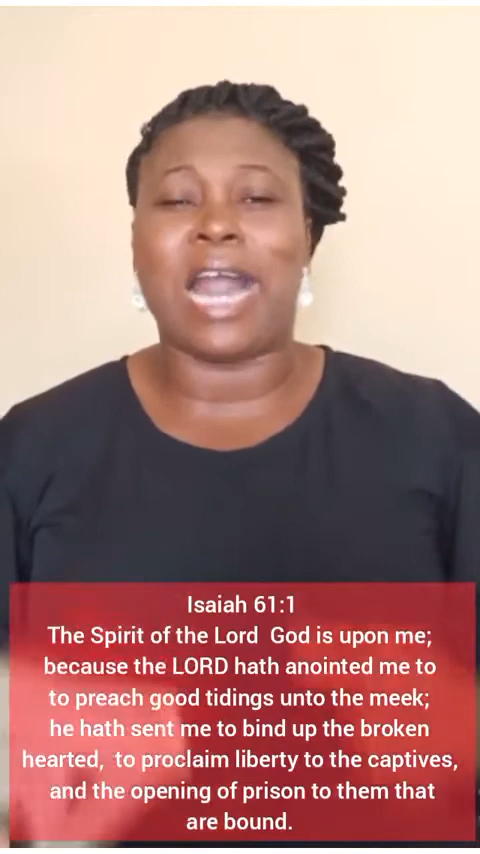 Isaiah 61:1
The Spirit of the Lord  God is upon me;
because the LORD hath anointed me to
to preach good tidings unto the meek;
he hath sent me to bind up the broken
hearted,  to proclaim liberty to the captives,
and the opening of prison to them that
are bound.